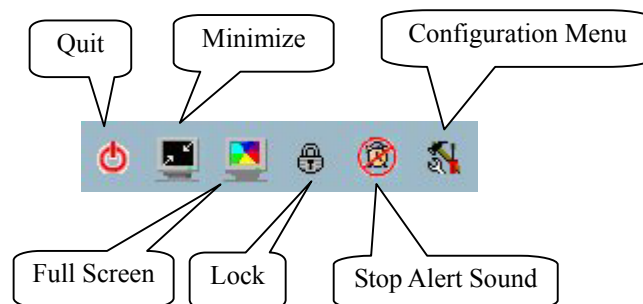 Quit
Minimize
Configuration Menu
Full Screen
Lock
Stop Alert Sound